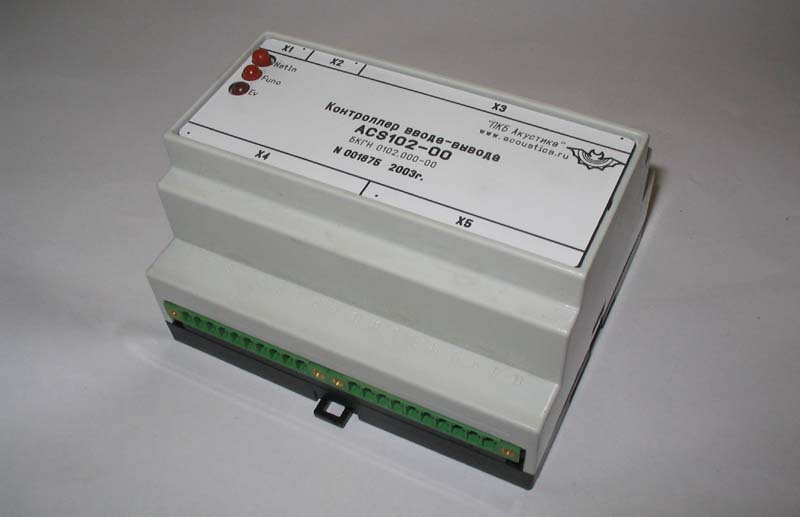 X1
X2
X3
NetIn
Func
Ev
Контроллер ввода-вывода
ACS102-00
БКГН 0102.000-00
N 001875 2003г.
"ПКБ Акустика"
www.acoustics.ru
X4
X5